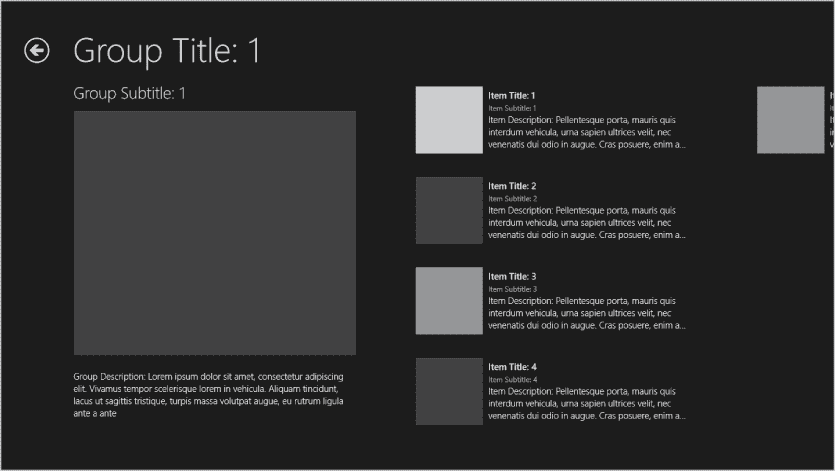 Group Title: 1
Group Subtitle: 1
Group Description: Lorem ipsum dolor sit amet, consectetur adipiscing
elit. Vivamus tempor scelerisque lorem in vehicula. Aliquam tincidunt,
lacus ut sagittis tristique, turpis massa volutpat augue, eu rutrum ligula
ante a ante
Item Title: 1
Item Subtitle: 1
Item Description: Pellentesque porta, mauris quis
interdum vehicula, urna sapien ultrices velit, nec
venenatis dui odio in augue. Cras posuere, enim a...
Item Title: 2
Item Subtitle: 2
Item Description: Pellentesque porta, mauris quis
interdum vehicula, urna sapien ultrices velit, nec
venenatis dui odio in augue. Cras posuere, enim a...
Item Title: 3
Item Subtitle: 3
Item Description: Pellentesque porta, mauris quis
interdum vehicula, urna sapien ultrices velit, nec
venenatis dui odio in augue. Cras posuere, enim a...
Item Title: 4
Item Subtitle: 4
Item Description: Pellentesque porta, mauris quis
interdum vehicula, urna sapien ultrices velit, nec
venenatis dui odio in augue. Cras posuere, enim a...